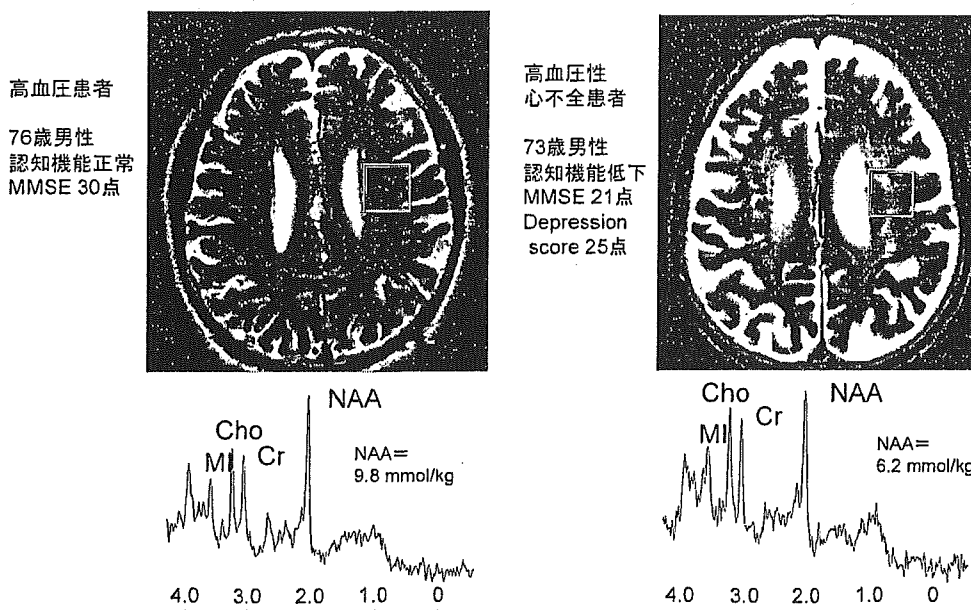 高血圧患者
76歳男性
認知機能正常
MMSE 30点
高血圧性
心不全患者
73歳男性
認知機能低下
MMSE 21点
Depression
score 25点
NAA
Cho
MI
Cr
NAA=
9.8 mmol/kg
4.0 3.0 2.0 1.0 0
NAA
Cho
MI
Cr
NAA=
6.2 mmol/kg
4.0 3.0 2.0 1.0 0